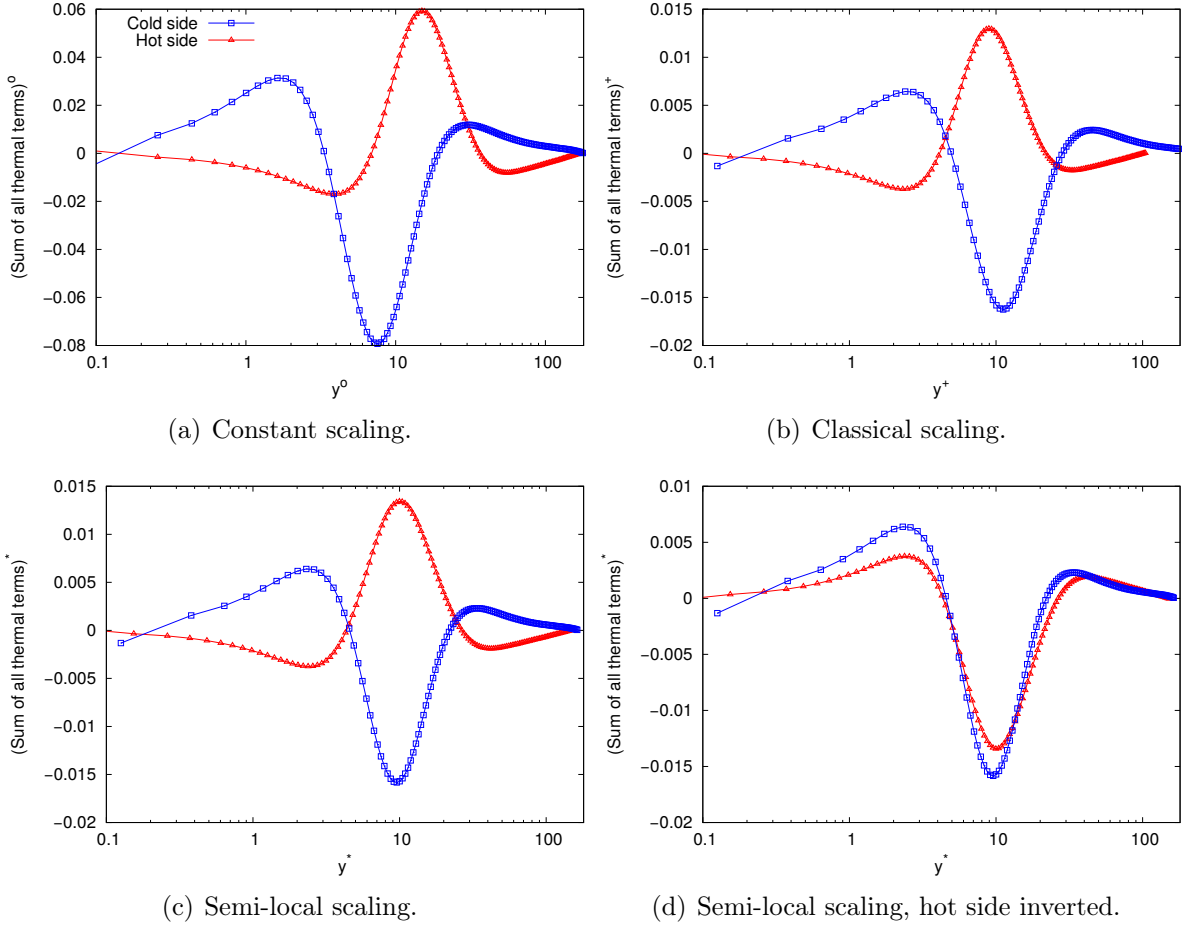 0.06
0.04
0.02
0
−0.02
−0.04
−0.06
−0.08
0.1 1 10 100
(Sum of all thermal terms)^o
y^o
Cold side
Hot side
(a) Constant scaling.
0.015
0.01
0.005
0
−0.005
−0.01
−0.015
−0.02
0.1 1 10 100
(Sum of all thermal terms)^+
y^+
(b) Classical scaling.
0.015
0.01
0.005
0
−0.005
−0.01
−0.015
−0.02
0.1 1 10 100
(Sum of all thermal terms)^*
y^*
(c) Semi-local scaling.
0.01
0.005
0
−0.005
−0.01
−0.015
−0.02
0.1 1 10 100
(Sum of all thermal terms)^*
y^*
(d) Semi-local scaling, hot side inverted.